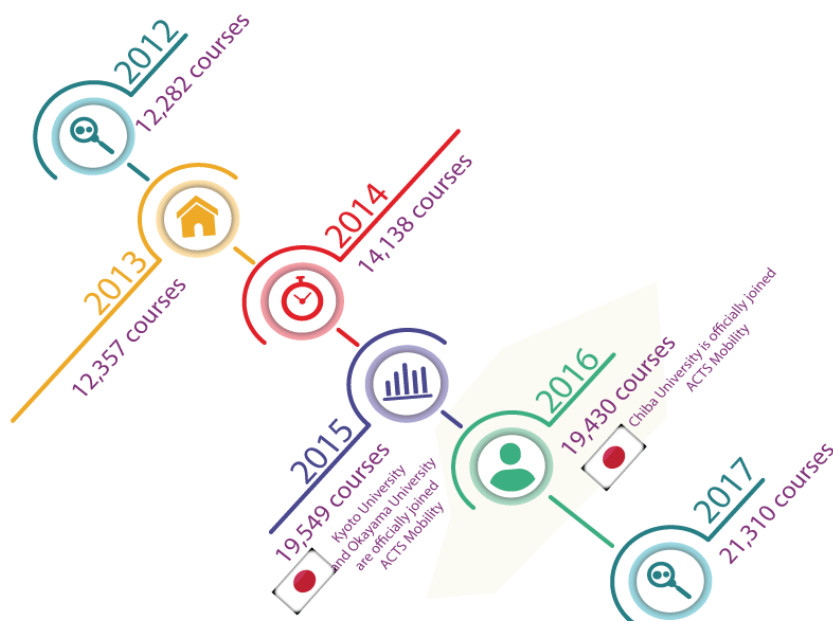 2012
12,282 courses
2013
12,357 courses
2014
14,138 courses
2015
19,549 courses
Kyoto University
and Okayama University
are officially joined
ACTS Mobility
2016
19,430 courses
Chiba University is officially joined
ACTS Mobility
2017
21,310 courses